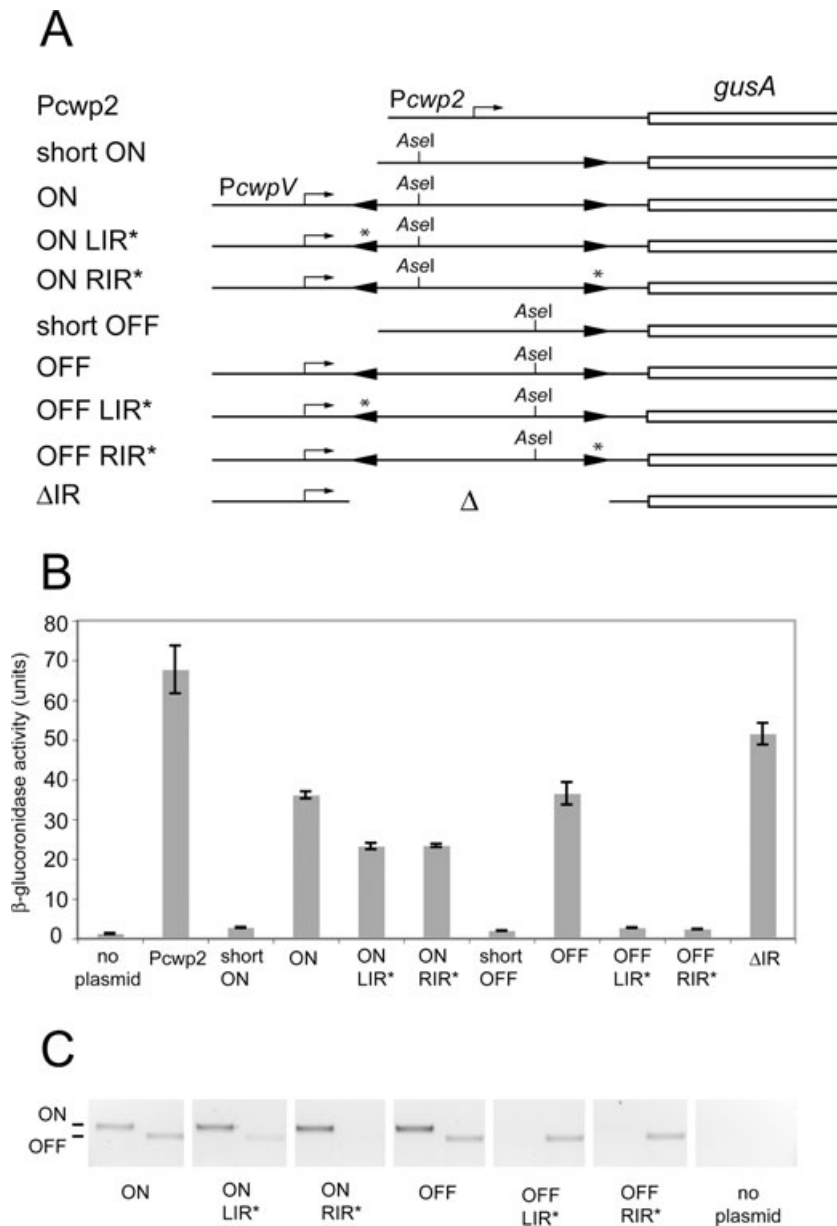 A
Pcwp2 Pcwp2 gusA
short ON AseI
ON PcwpV AseI
ON LIR* * AseI
ON RIR* AseI *
short OFF AseI
OFF AseI
OFF LIR* * AseI
OFF RIR* AseI *
ΔIR Δ
B
β-glucoronidase activity (units)
80
70
60
50
40
30
20
10
0
no plasmid
Pcwp2
short ON
ON
ON LIR*
ON RIR*
short OFF
OFF
OFF LIR*
OFF RIR*
ΔIR
C
ON
OFF
ON
ON LIR*
ON RIR*
OFF
OFF LIR*
OFF RIR*
no plasmid